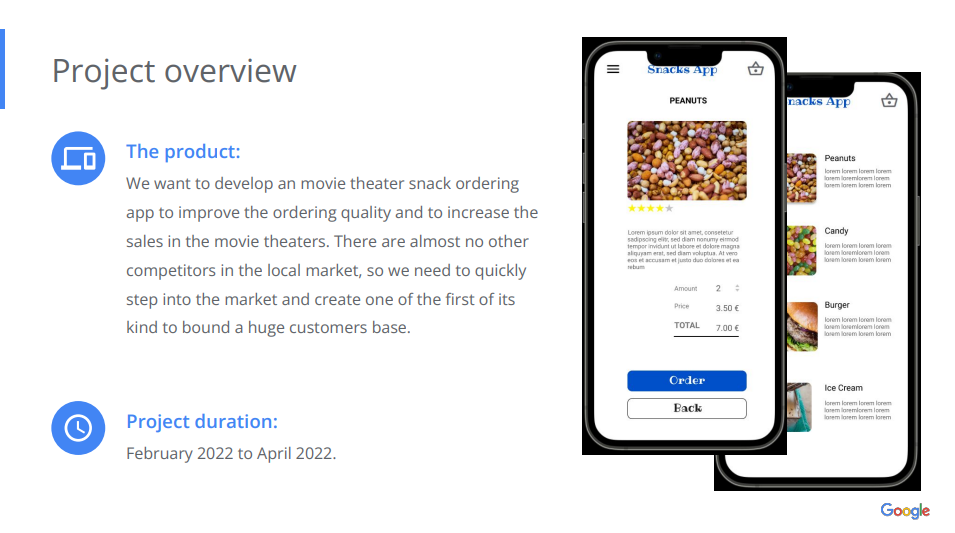 Project overview
The product:
We want to develop an movie theater snack ordering
app to improve the ordering quality and to increase the
sales in the movie theaters. There are almost no other
competitors in the local market, so we need to quickly
step into the market and create one of the first of its
kind to bound a huge customers base.
Project duration:
February 2022 to April 2022.
Snacks App
PEANUTS
Lorem ipsum dolor sit amet, consetetur
sadipscing elitr, sed diam nonumy eirmod
tempor invidunt ut labore et dolore magna
aliquyam erat, sed diam voluptua. At vero
eos et accusam et justo duo dolores et ea
rebum
Amount 2
Price 3.50 €
TOTAL 7.00 €
Order
Back
nacks App
Peanuts
lorem lorem lorem lorem
lorem loremlorem lorem
lorem lorem lorem
Candy
lorem lorem lorem lorem
lorem loremlorem lorem
lorem lorem lorem
Burger
lorem lorem lorem lorem
lorem loremlorem lorem
lorem lorem lorem
Ice Cream
lorem lorem lorem lorem
lorem loremlorem lorem
lorem lorem lorem
Google